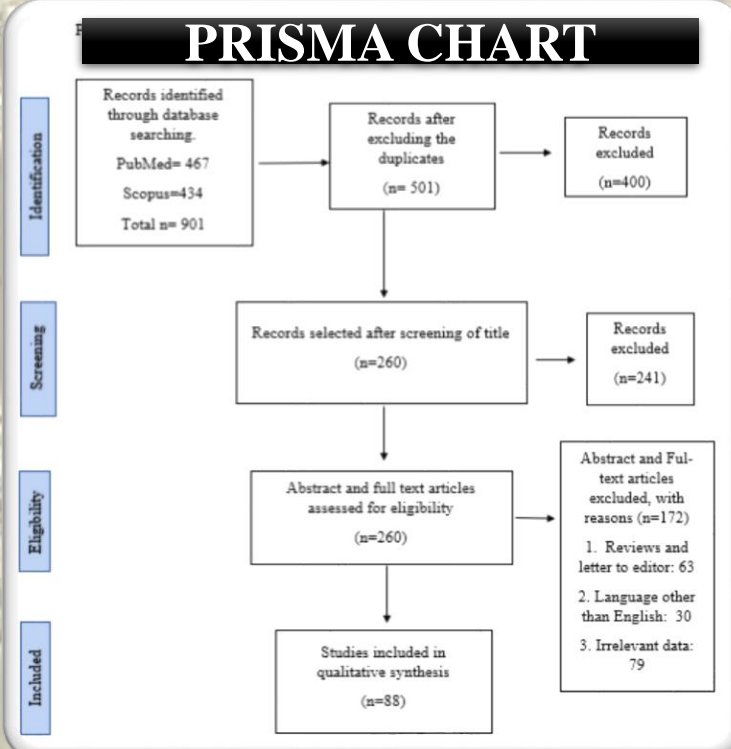 PRISMA CHART
Identification
Records identified
through database
searching.
PubMed= 467
Scopus=434
Total n= 901
Records after
excluding the
duplicates
(n= 501)
Records
excluded
(n=400)
Screening
Records selected after screening of title
(n=260)
Records
excluded
(n=241)
Eligibility
Abstract and full text articles
assessed for eligibility
(n=260)
Abstract and Ful-
text articles
excluded, with
reasons (n=172)
1. Reviews and
letter to editor: 63
2. Language other
than English: 30
3. Irrelevant data:
79
Included
Studies included in
qualitative synthesis
(n=88)